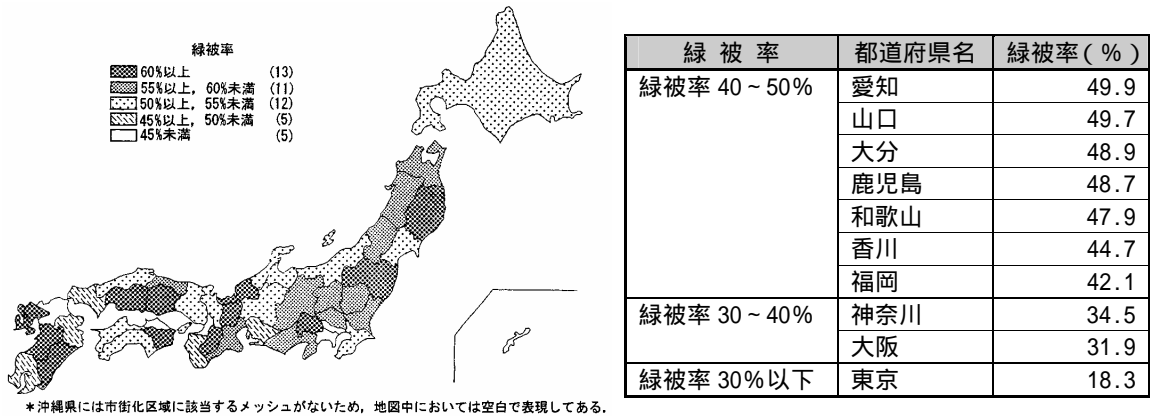 緑被率
60%以上 (13)
55%以上，60%未満 (11)
50%以上，55%未満 (12)
45%以上，50%未満 (5)
45%未満 (5)
＊沖縄県には市街化区域に該当するメッシュがないため，地図中においては空白で表現してある．
緑 被 率 都道府県名 緑被率(％)
緑被率 40～50% 愛知 49.9
山口 49.7
大分 48.9
鹿児島 48.7
和歌山 47.9
香川 44.7
福岡 42.1
緑被率 30～40% 神奈川 34.5
大阪 31.9
緑被率 30%以下 東京 18.3